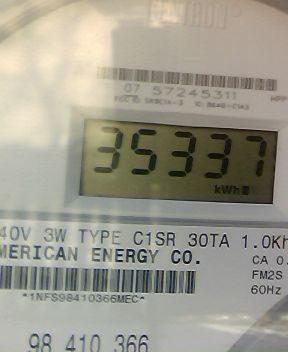 07 57245311
35337
kWh
40V 3W TYPE C1SR 30TA 1.0Kh
MERICAN ENERGY CO.
CA 0.
FM2S
60Hz
*1NFS98410366MEC*
98 410 366